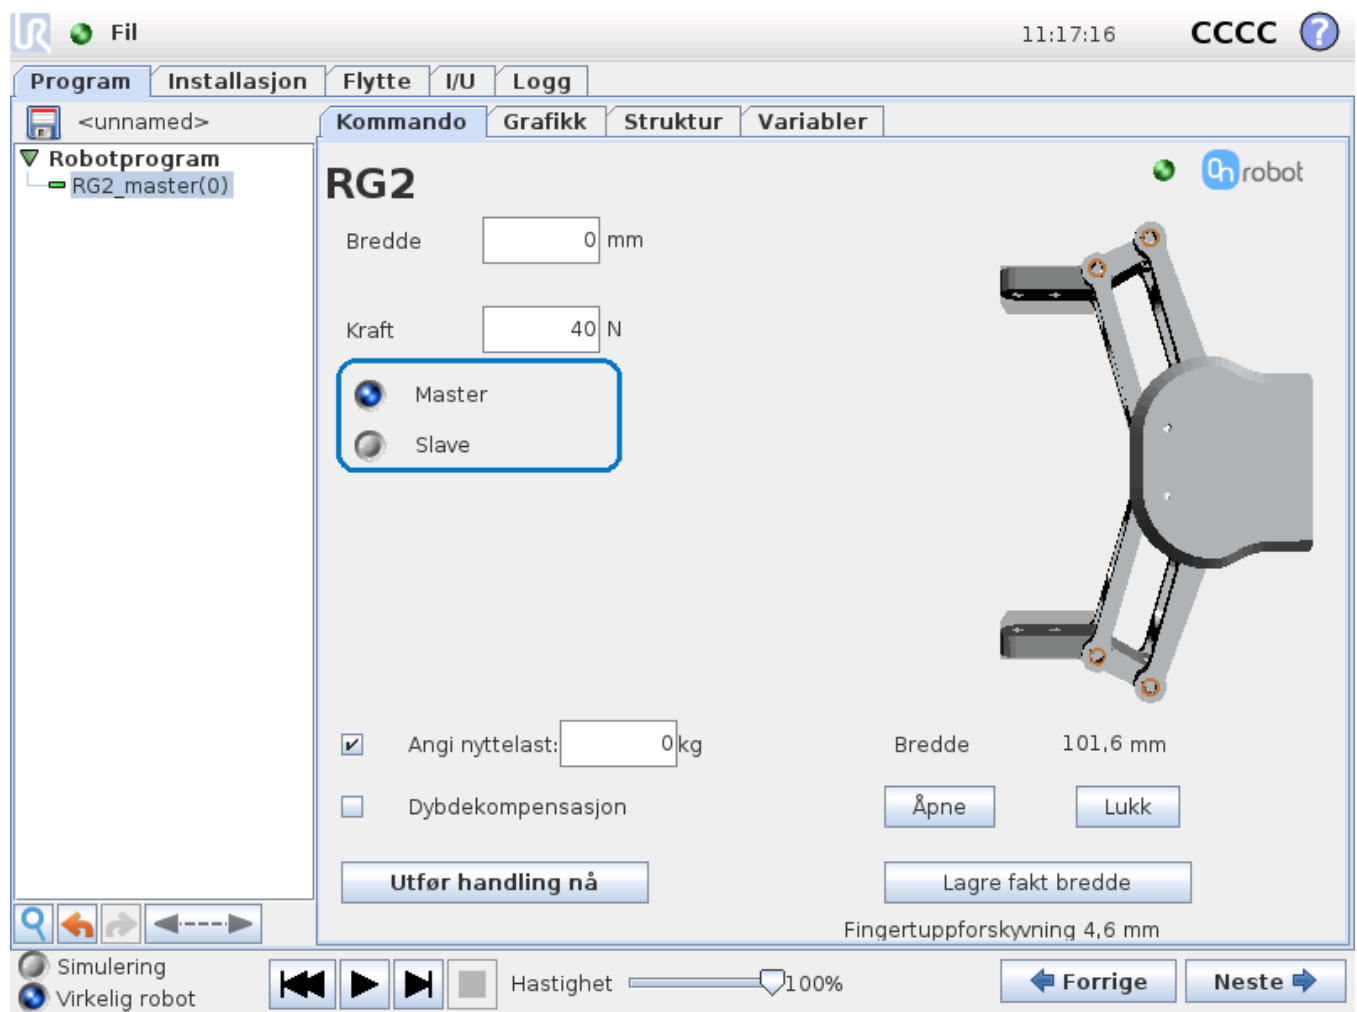 Fil
11:17:16
CCCC
?
Program Installasjon Flytte I/U Logg
<unnamed>
Kommando Grafikk Struktur Variabler
Robotprogram
RG2_master(0)
RG2
On robot
Bredde 0 mm
Kraft 40 N
Master
Slave
Angi nyttelast: 0 kg
Bredde 101,6 mm
Dybdekompensasjon
Åpne Lukk
Utfør handling nå
Lagre fakt bredde
Fingertuppforskyvning 4,6 mm
Simulering
Virkelig robot
Hastighet 100%
Forrige Neste